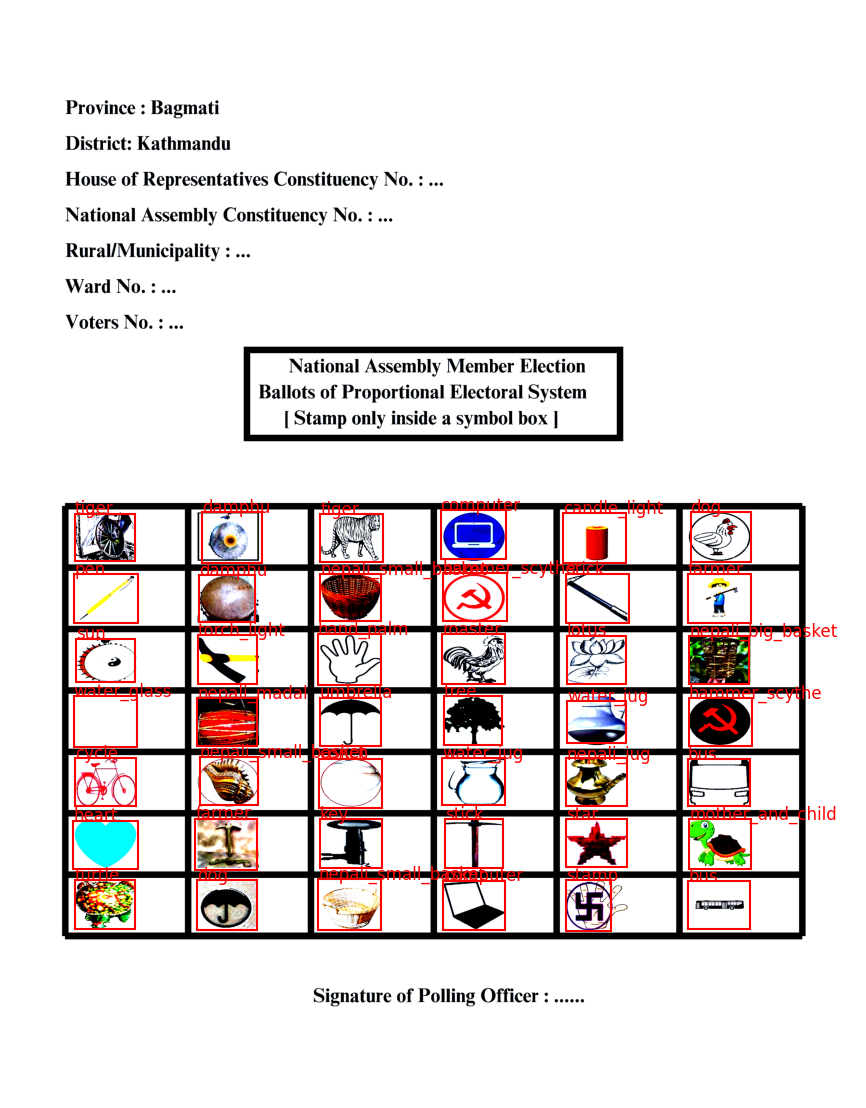 Province : Bagmati
District: Kathmandu
House of Representatives Constituency No. : ...
National Assembly Constituency No. : ...
Rural/Municipality : ...
Ward No. : ...
Voters No. : ...
National Assembly Member Election
Ballots of Proportional Electoral System
[ Stamp only inside a symbol box ]
tiger damphu tiger computer candle_light dog
pen damphu nepali_small_basket hammer_scythe stick farmer
sun torch_light hand_palm master lotus nepali_big_basket
water_glass nepali_madal umbrella tree water_jug hammer_scythe
cycle nepali_small_basket water_jug nepali_jug bus
heart farmer key stick star mother_and_child
turtle dog nepali_small_basket computer stamp bus
Signature of Polling Officer : ......